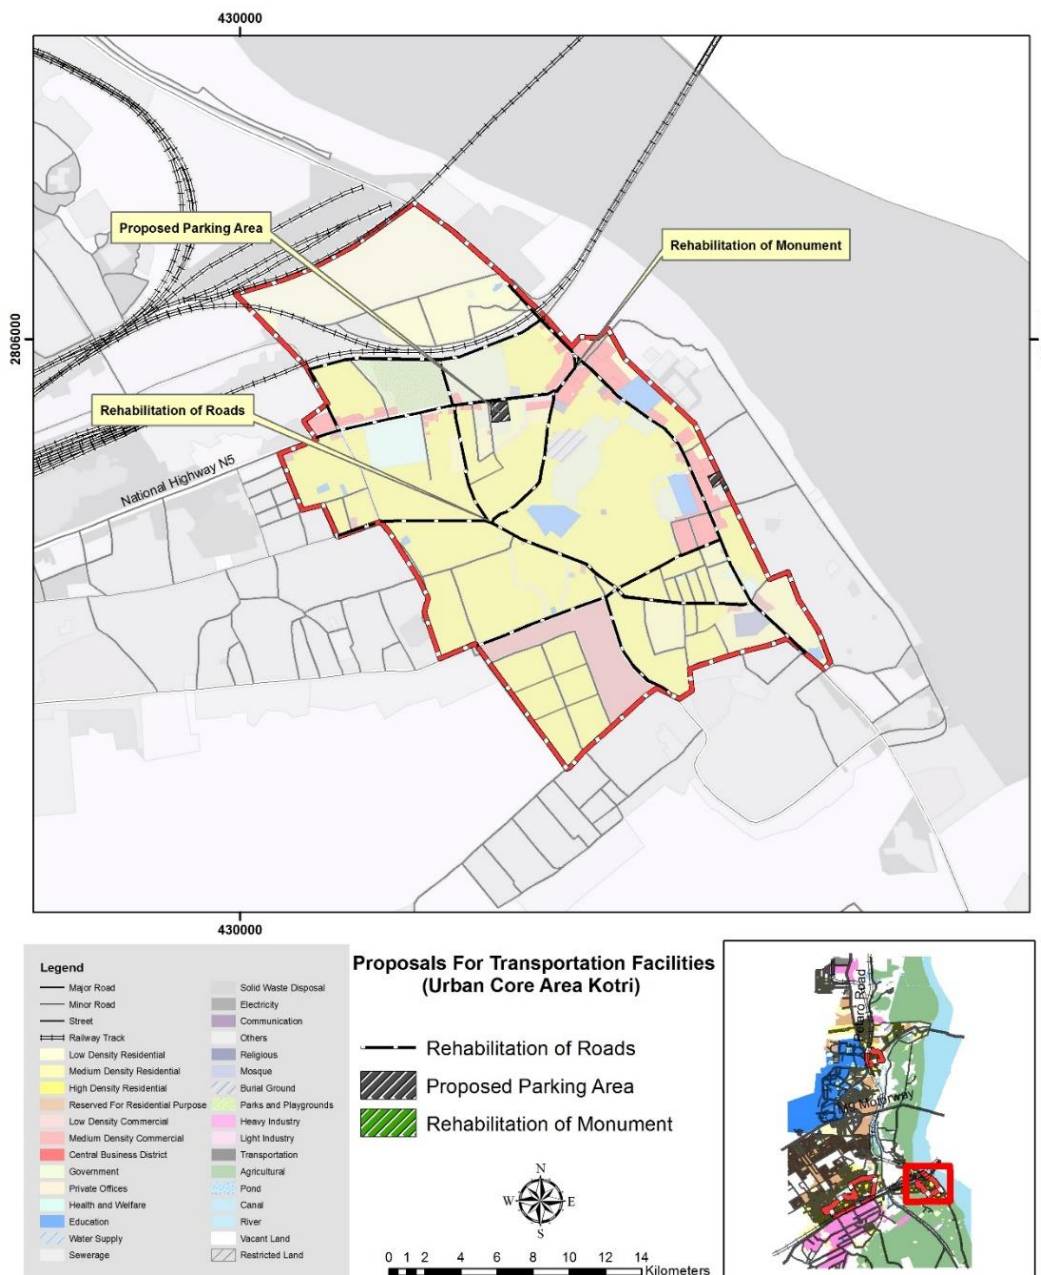 430000
Proposed Parking Area
Rehabilitation of Monument
2806000
Rehabilitation of Roads
National Highway N5
430000
Legend
Major Road
Minor Road
Street
Railway Track
Low Density Residential
Medium Density Residential
High Density Residential
Reserved For Residential Purpose
Low Density Commercial
Medium Density Commercial
Central Business District
Government
Private Offices
Health and Welfare
Education
Water Supply
Sewerage
Solid Waste Disposal
Electricity
Communication
Others
Religious
Mosque
Burial Ground
Parks and Playgrounds
Heavy Industry
Light Industry
Transportation
Agricultural
Pond
Canal
River
Vacant Land
Restricted Land
Proposals For Transportation Facilities
(Urban Core Area Kotri)
Rehabilitation of Roads
Proposed Parking Area
Rehabilitation of Monument
N
W E
S
0 1 2 4 6 8 10 12 14
Kilometers
Road
Motorway